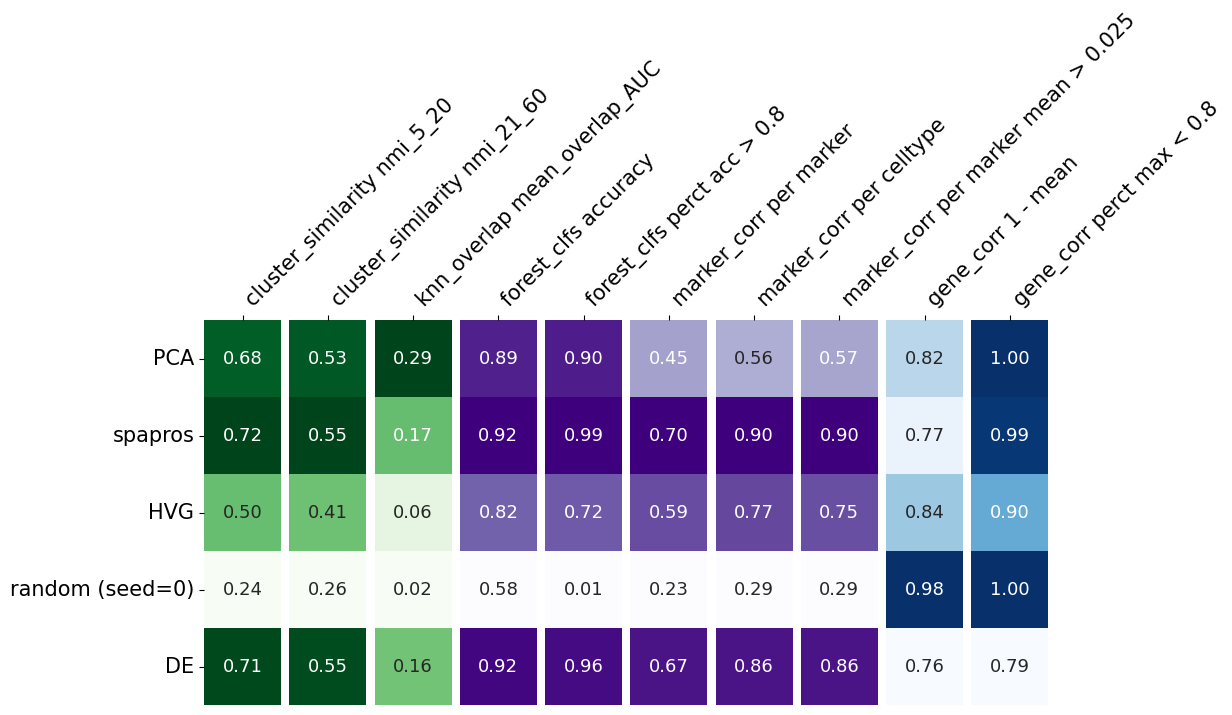 cluster_similarity nmi_5_20
cluster_similarity nmi_21_60
knn_overlap mean_overlap_AUC
forest_clfs accuracy
forest_clfs perct acc > 0.8
marker_corr per marker
marker_corr per celltype
marker_corr per marker mean > 0.025
gene_corr 1 - mean
gene_corr perct max < 0.8
PCA 0.68 0.53 0.29 0.89 0.90 0.45 0.56 0.57 0.82 1.00
spapros 0.72 0.55 0.17 0.92 0.99 0.70 0.90 0.90 0.77 0.99
HVG 0.50 0.41 0.06 0.82 0.72 0.59 0.77 0.75 0.84 0.90
random (seed=0) 0.24 0.26 0.02 0.58 0.01 0.23 0.29 0.29 0.98 1.00
DE 0.71 0.55 0.16 0.92 0.96 0.67 0.86 0.86 0.76 0.79